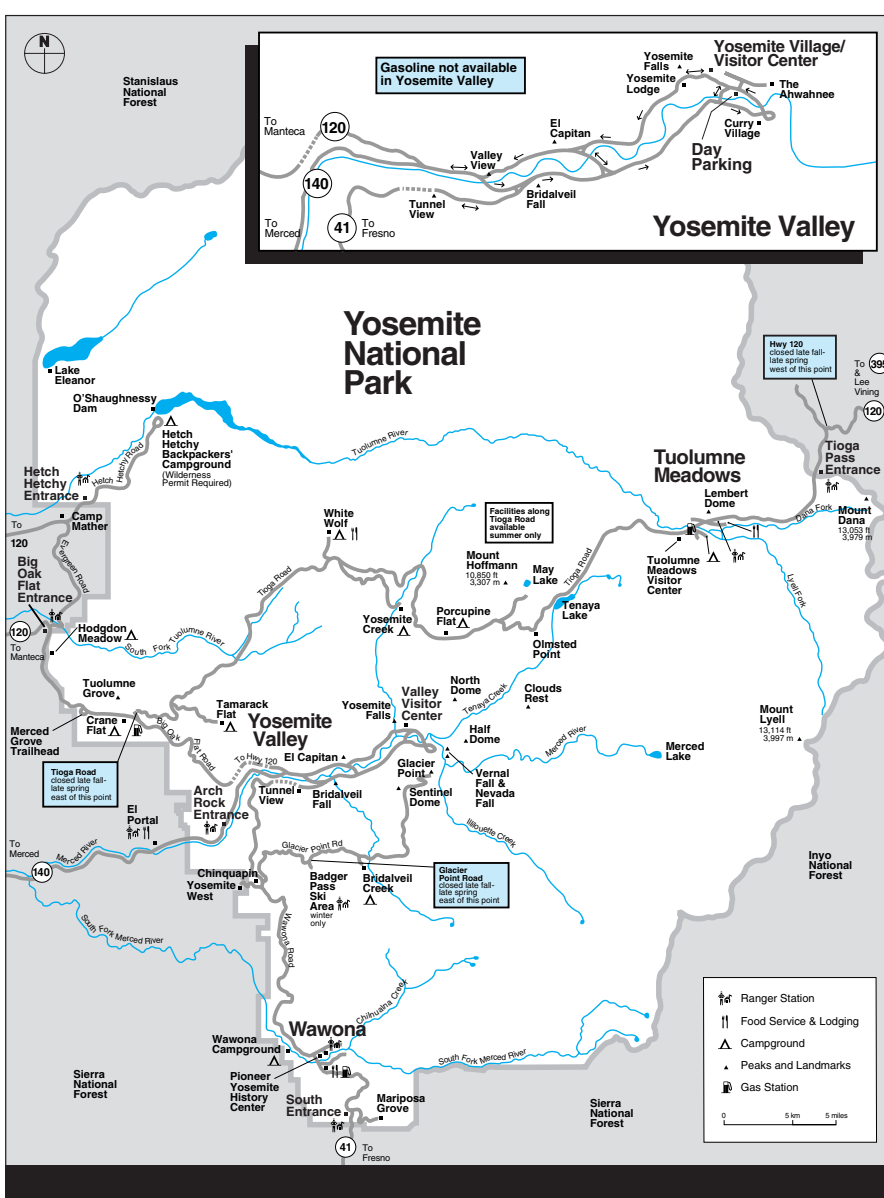 N
Stanislaus
National
Forest
Gasoline not available
in Yosemite Valley
Yosemite Village/
Visitor Center
Yosemite
Falls
Yosemite
Lodge
The
Ahwahnee
To
Manteca
120
El
Capitan
Curry
Village
Valley
View
Day
Parking
140
Tunnel
View
Bridalveil
Fall
To
Merced
41
To
Fresno
Yosemite Valley
Yosemite
National
Park
Hwy 120
closed late fall-
late spring
west of this point
To
&
Lee
Vining
395
120
Lake
Eleanor
O'Shaughnessy
Dam
Hetch
Hetchy
Backpackers'
Campground
(Wilderness
Permit Required)
Hetch Hetchy Road
Hetch
Hetchy
Entrance
Tuolumne River
Tuolumne
Meadows
Tioga
Pass
Entrance
Lembert
Dome
Mount
Dana
13,053 ft
3,979 m
Dana Fork
Camp
Mather
To
120
White
Wolf
Facilities along
Tioga Road
available
summer only
Big
Oak
Flat
Entrance
Evergreen Road
Tioga Road
Mount
Hoffmann
10,850 ft
3,307 m
May
Lake
Tioga Road
Tuolumne
Meadows
Visitor
Center
Lyell Fork
120
To
Manteca
Hodgdon
Meadow
South Fork Tuolumne River
Yosemite
Creek
Porcupine
Flat
Tenaya
Lake
Olmsted
Point
Tuolumne
Grove
Tamarack
Flat
Crane
Flat
Merced
Grove
Trailhead
Big Oak Flat Road
Yosemite
Valley
Yosemite
Falls
Valley
Visitor
Center
North
Dome
Tenaya Creek
Clouds
Rest
Half
Dome
Mount
Lyell
13,114 ft
3,997 m
Merced River
Merced
Lake
Tioga Road
closed late fall-
late spring
east of this point
To Hwy 120
El Capitan
Glacier
Point
Vernal
Fall &
Nevada
Fall
Arch
Rock
Entrance
Tunnel
View
Bridalveil
Fall
Sentinel
Dome
El
Portal
Illilouette Creek
To
Merced
Merced River
140
Glacier Point Rd
Inyo
National
Forest
Chinquapin
Yosemite
West
Badger
Pass
Ski
Area
winter
only
Bridalveil
Creek
Glacier
Point Road
closed late fall-
late spring
east of this point
South Fork Merced River
Wawona Road
Chilnualna Creek
Wawona
Wawona
Campground
South Fork Merced River
Pioneer
Yosemite
History
Center
Sierra
National
Forest
South
Entrance
Mariposa
Grove
Sierra
National
Forest
41
To
Fresno
Ranger Station
Food Service & Lodging
Campground
Peaks and Landmarks
Gas Station
0
5 km
5 miles